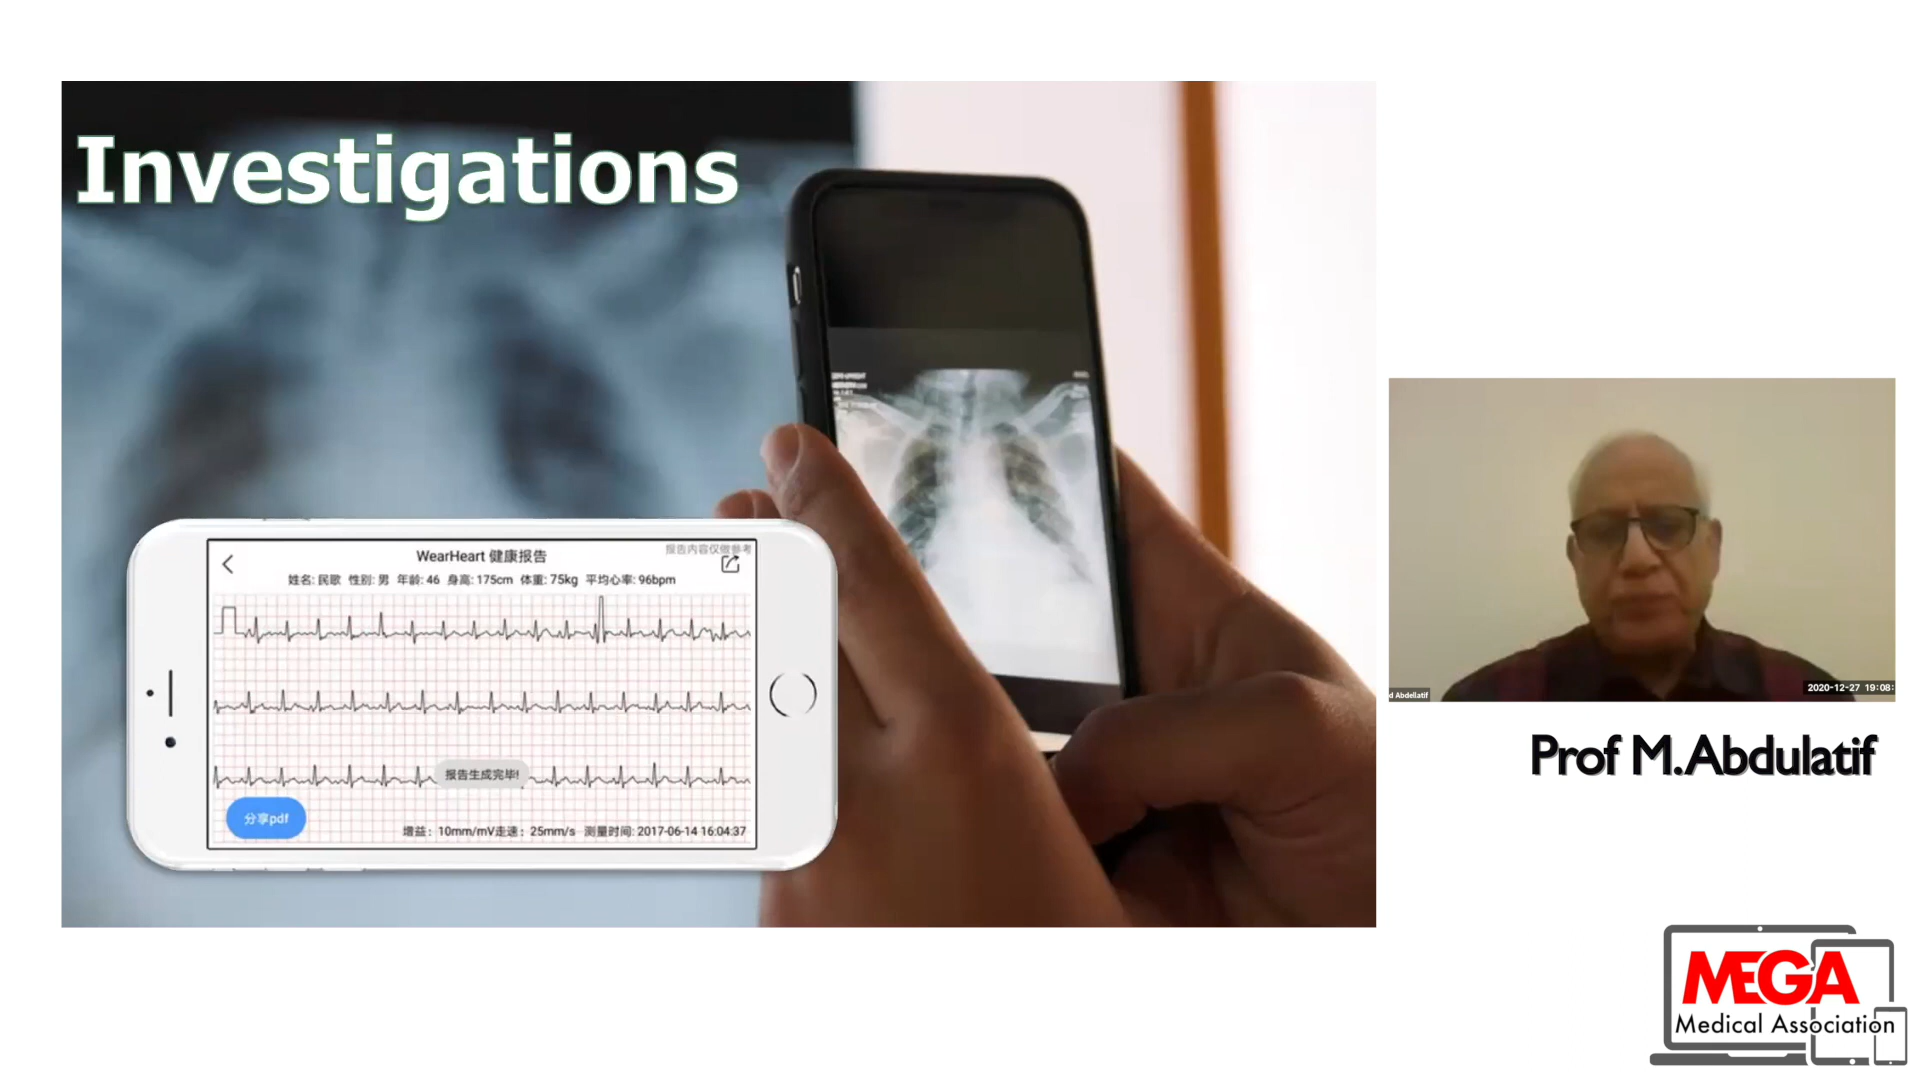 Investigations
WearHeart 健康报告
报告内容仅做参考
姓名: 民歌 性别: 男 年龄: 46 身高: 175cm 体重: 75kg 平均心率: 96bpm
报告生成完毕!
分享pdf
增益: 10mm/mV走速: 25mm/s 测量时间: 2017-06-14 16:04:37
d Abdellatif
2020-12-27 19:08:
Prof M.Abdulatif
MEGA
Medical Association